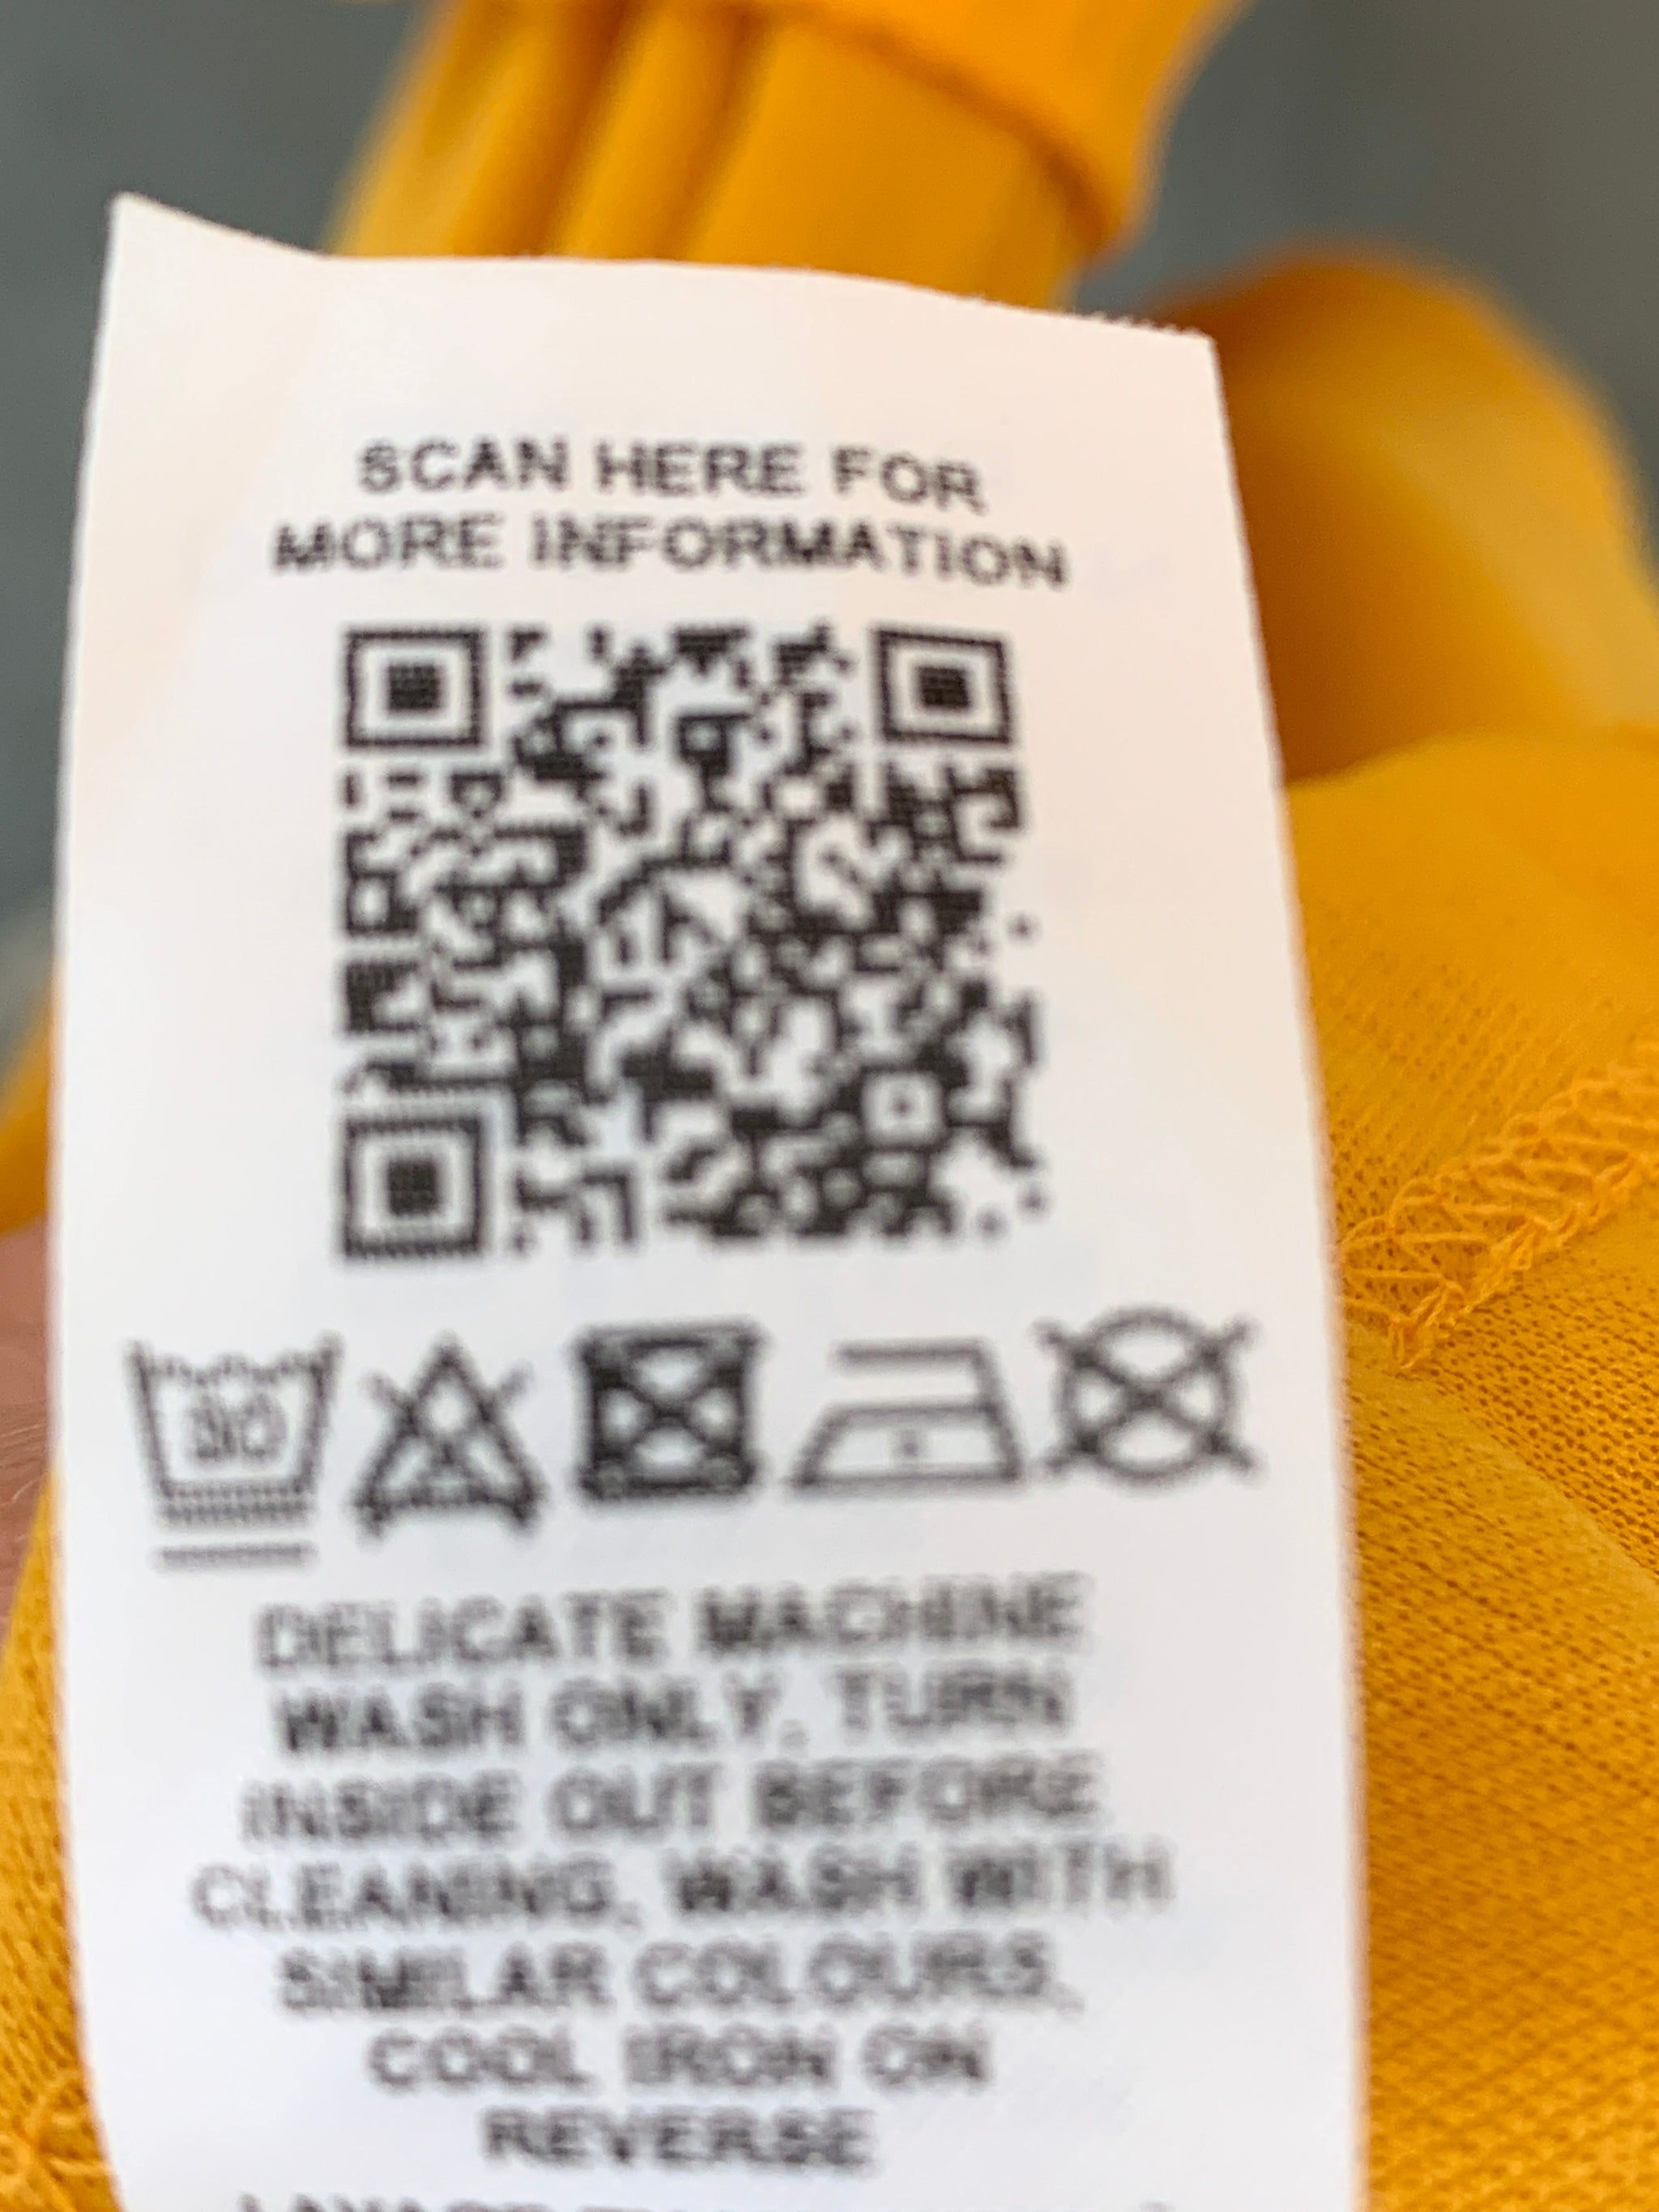 SCAN HERE FOR
MORE INFORMATION
30
DELICATE MACHINE
WASH ONLY, TURN
INSIDE OUT BEFORE
CLEANING, WASH WITH
SIMILAR COLOURS,
COOL IRON ON
REVERSE